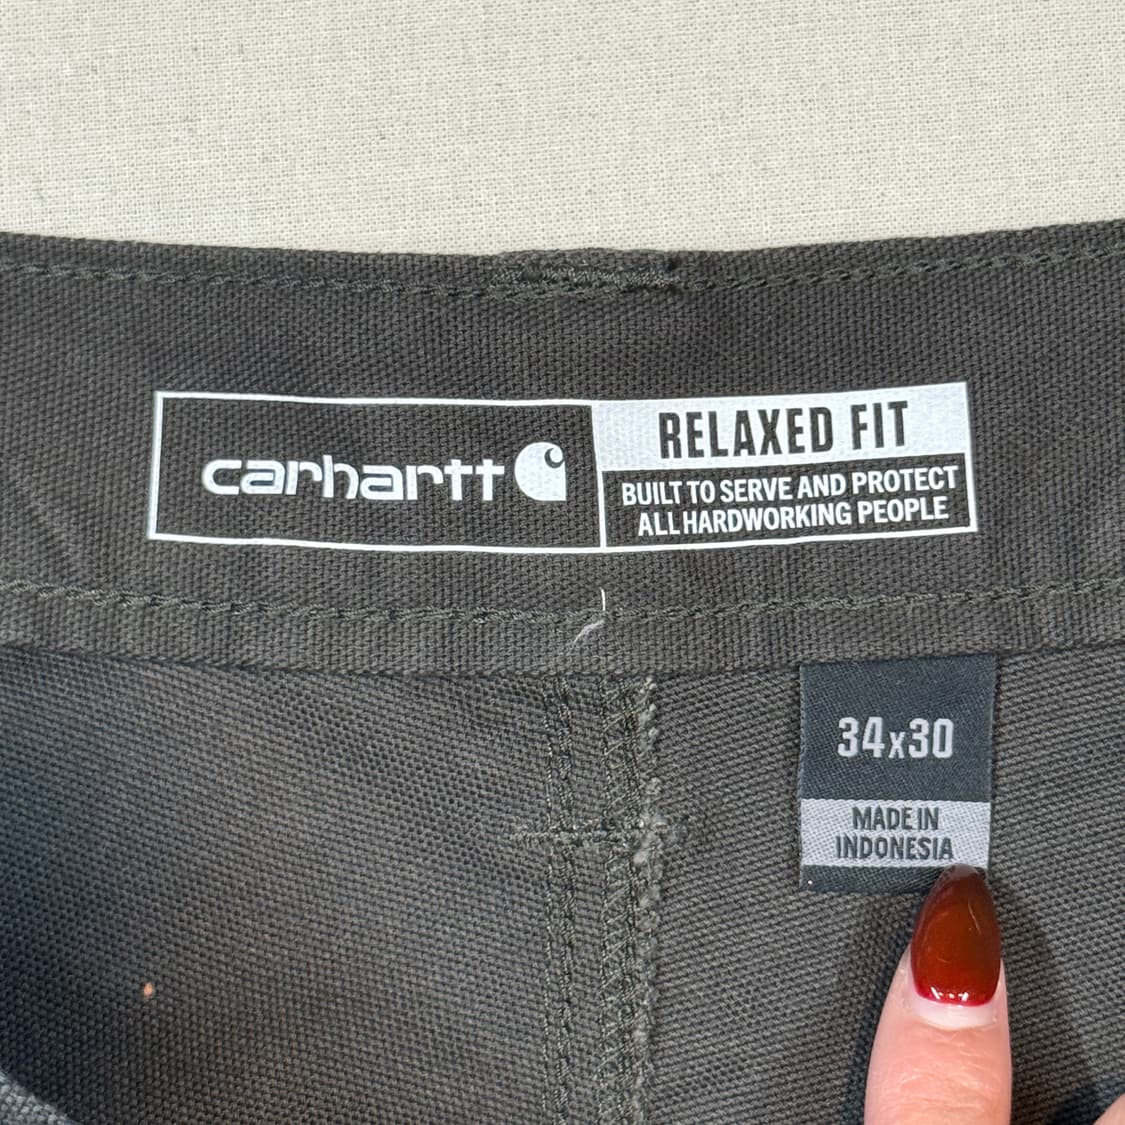 carhartt
RELAXED FIT
BUILT TO SERVE AND PROTECT
ALL HARDWORKING PEOPLE
34x30
MADE IN
INDONESIA